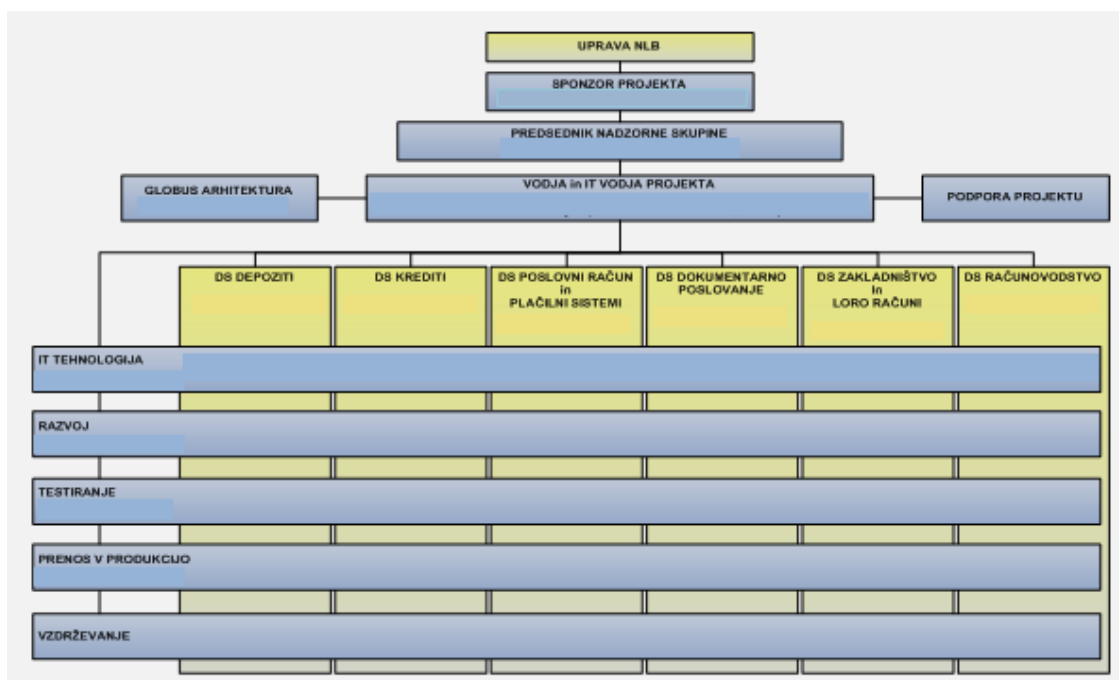 UPRAVA NLB
SPONZOR PROJEKTA
PREDSEDNIK NADZORNE SKUPINE
GLOBUS ARHITEKTURA
VODJA in IT VODJA PROJEKTA
PODPORA PROJEKTU
DS DEPOZITI
DS KREDITI
DS POSLOVNI RAČUN
in
PLAČILNI SISTEMI
DS DOKUMENTARNO
POSLOVANJE
DS ZAKLADNIŠTVO
in
LORO RAČUNI
DS RAČUNOVODSTVO
IT TEHNOLOGIJA
RAZVOJ
TESTIRANJE
PRENOS V PRODUKCIJO
VZDRŽEVANJE